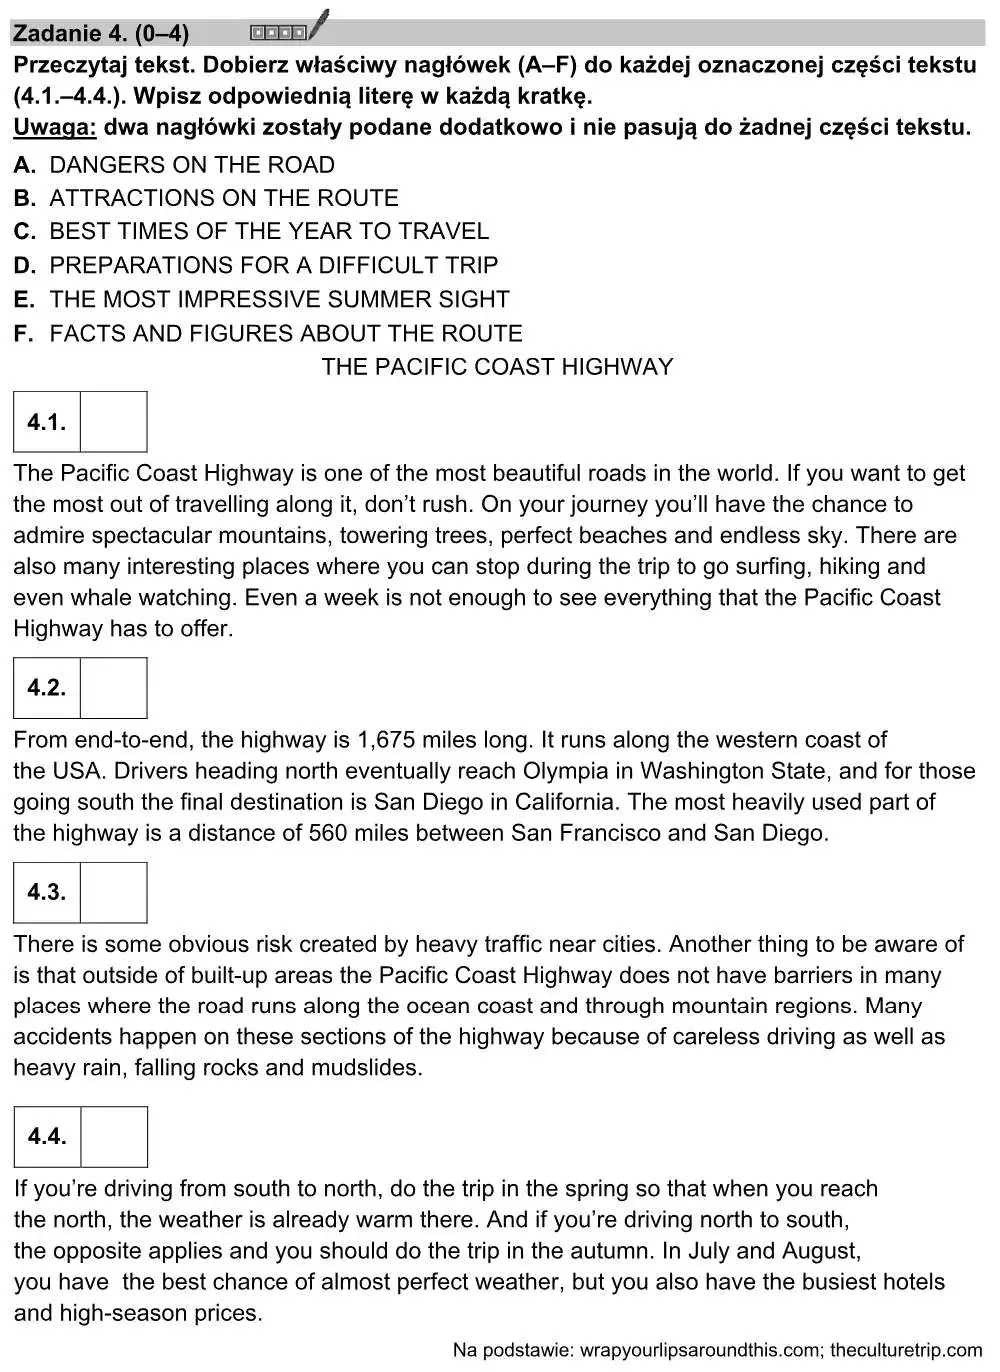 Zadanie 4. (0–4)
Przeczytaj tekst. Dobierz właściwy nagłówek (A–F) do każdej oznaczonej części tekstu
(4.1.–4.4.). Wpisz odpowiednią literę w każdą kratkę.
Uwaga: dwa nagłówki zostały podane dodatkowo i nie pasują do żadnej części tekstu.
A. DANGERS ON THE ROAD
B. ATTRACTIONS ON THE ROUTE
C. BEST TIMES OF THE YEAR TO TRAVEL
D. PREPARATIONS FOR A DIFFICULT TRIP
E. THE MOST IMPRESSIVE SUMMER SIGHT
F. FACTS AND FIGURES ABOUT THE ROUTE
THE PACIFIC COAST HIGHWAY
4.1.
The Pacific Coast Highway is one of the most beautiful roads in the world. If you want to get
the most out of travelling along it, don’t rush. On your journey you’ll have the chance to
admire spectacular mountains, towering trees, perfect beaches and endless sky. There are
also many interesting places where you can stop during the trip to go surfing, hiking and
even whale watching. Even a week is not enough to see everything that the Pacific Coast
Highway has to offer.
4.2.
From end-to-end, the highway is 1,675 miles long. It runs along the western coast of
the USA. Drivers heading north eventually reach Olympia in Washington State, and for those
going south the final destination is San Diego in California. The most heavily used part of
the highway is a distance of 560 miles between San Francisco and San Diego.
4.3.
There is some obvious risk created by heavy traffic near cities. Another thing to be aware of
is that outside of built-up areas the Pacific Coast Highway does not have barriers in many
places where the road runs along the ocean coast and through mountain regions. Many
accidents happen on these sections of the highway because of careless driving as well as
heavy rain, falling rocks and mudslides.
4.4.
If you’re driving from south to north, do the trip in the spring so that when you reach
the north, the weather is already warm there. And if you’re driving north to south,
the opposite applies and you should do the trip in the autumn. In July and August,
you have the best chance of almost perfect weather, but you also have the busiest hotels
and high-season prices.
Na podstawie: wrapyourlipsaroundthis.com; theculturetrip.com